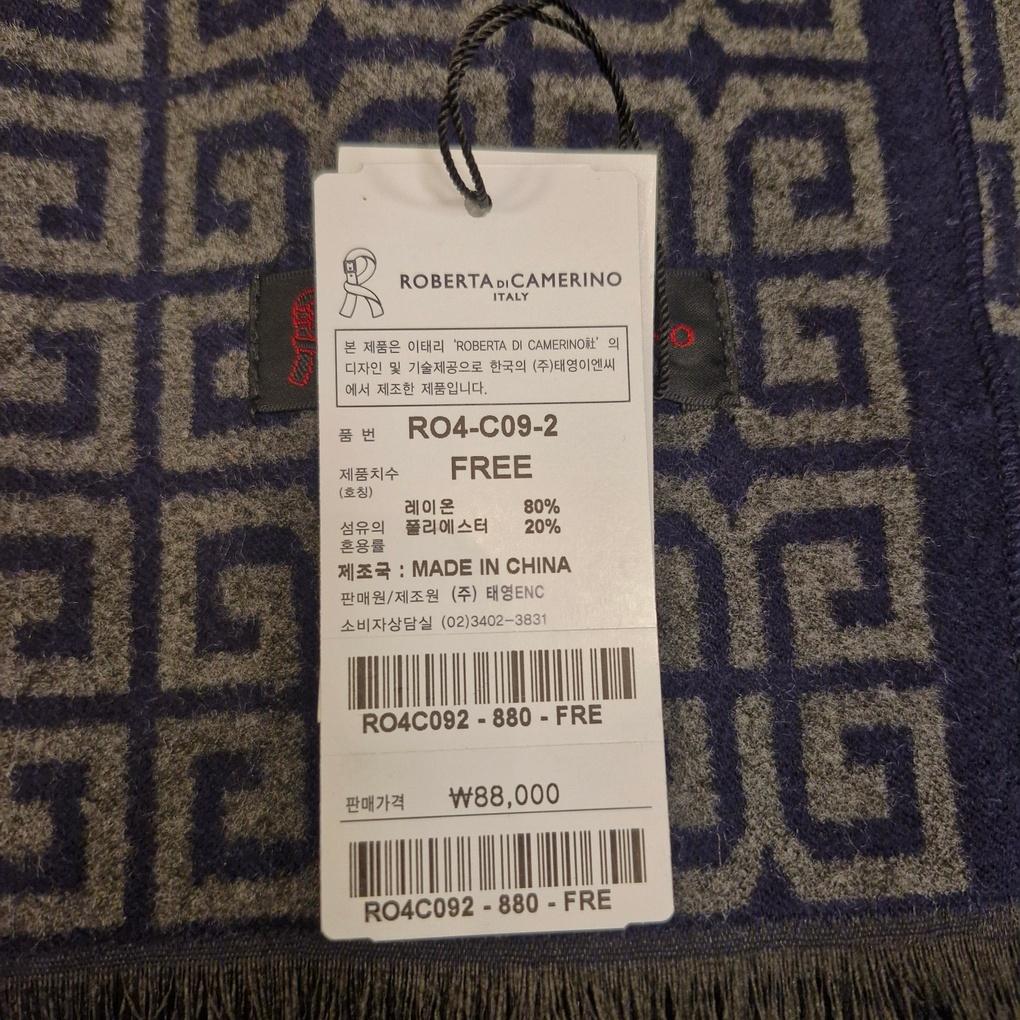 ROBERTA DI CAMERINO
ITALY
본 제품은 이태리 'ROBERTA DI CAMERINO社' 의
디자인 및 기술제공으로 한국의 (주)태영이엔씨
에서 제조한 제품입니다.
품 번 RO4-C09-2
제품치수 FREE
(호칭)
레이온 80%
섬유의 폴리에스터 20%
혼용률
제조국 : MADE IN CHINA
판매원/제조원 (주) 태영ENC
소비자상담실 (02)3402-3831
RO4C092 - 880 - FRE
판매가격 ₩88,000
RO4C092 - 880 - FRE